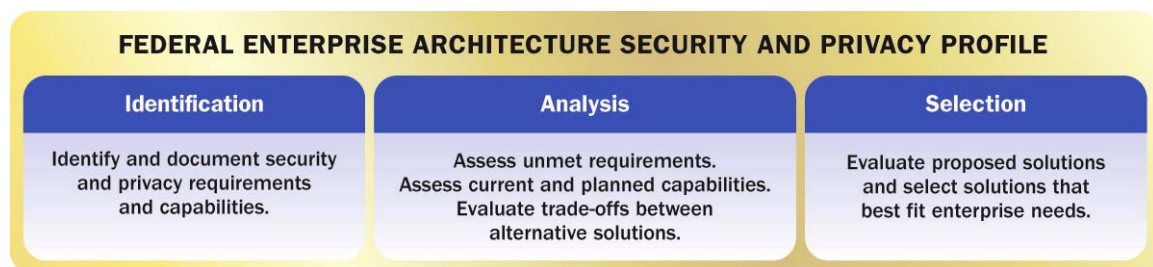 FEDERAL ENTERPRISE ARCHITECTURE SECURITY AND PRIVACY PROFILE
Identification
Identify and document security
and privacy requirements
and capabilities.
Analysis
Assess unmet requirements.
Assess current and planned capabilities.
Evaluate trade-offs between
alternative solutions.
Selection
Evaluate proposed solutions
and select solutions that
best fit enterprise needs.